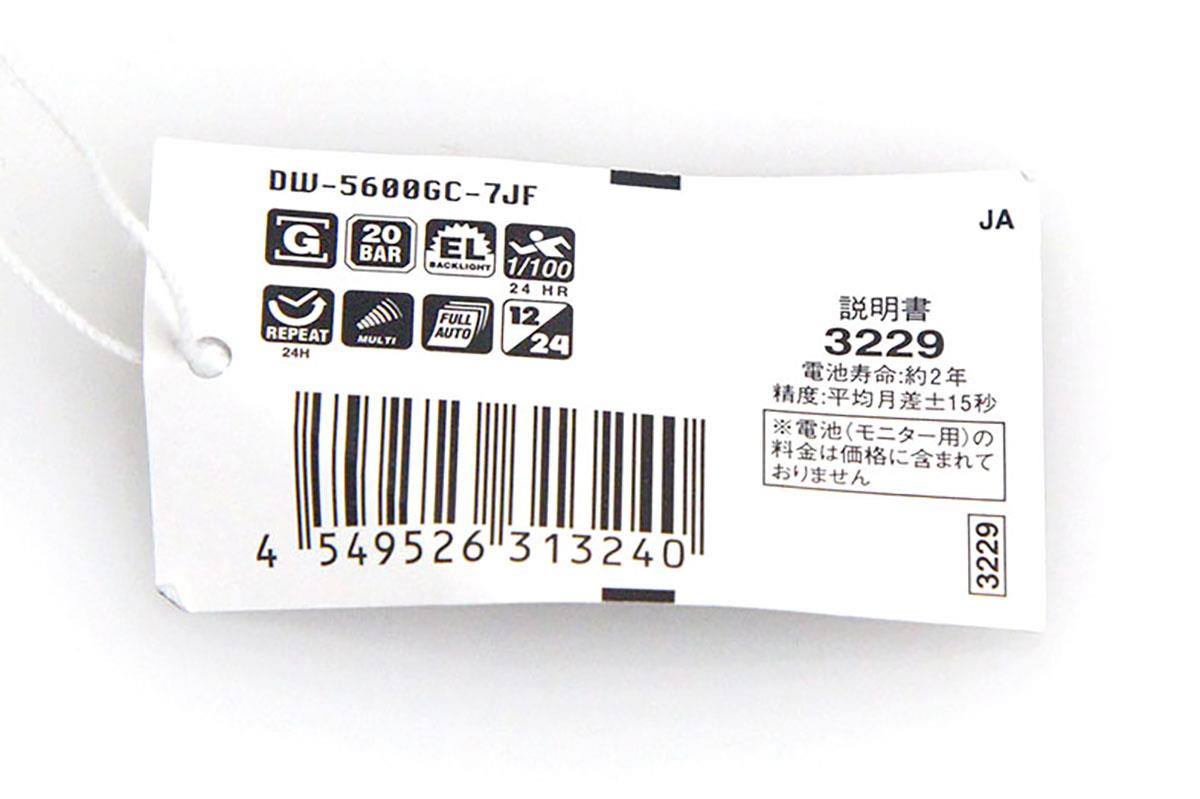 DW-5600GC-7JF
JA
G
20
BAR
EL
BACKLIGHT
1/100
24 HR
REPEAT
24H
MULTI
FULL
AUTO
12/24
説明書
3229
電池寿命:約2年
精度:平均月差±15秒
※電池(モニター用)の
料金は価格に含まれて
おりません
3229
4 549526 313240